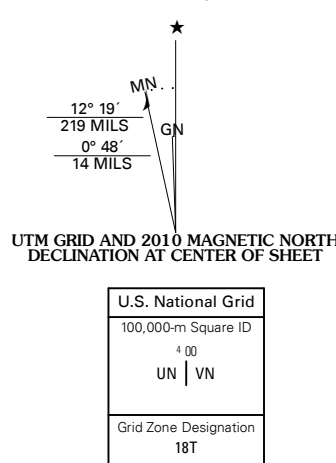 ★
MN
12° 19´
219 MILS
GN
0° 48´
14 MILS
UTM GRID AND 2010 MAGNETIC NORTH
DECLINATION AT CENTER OF SHEET
U.S. National Grid
100,000-m Square ID
4 00
UN | VN
Grid Zone Designation
18T